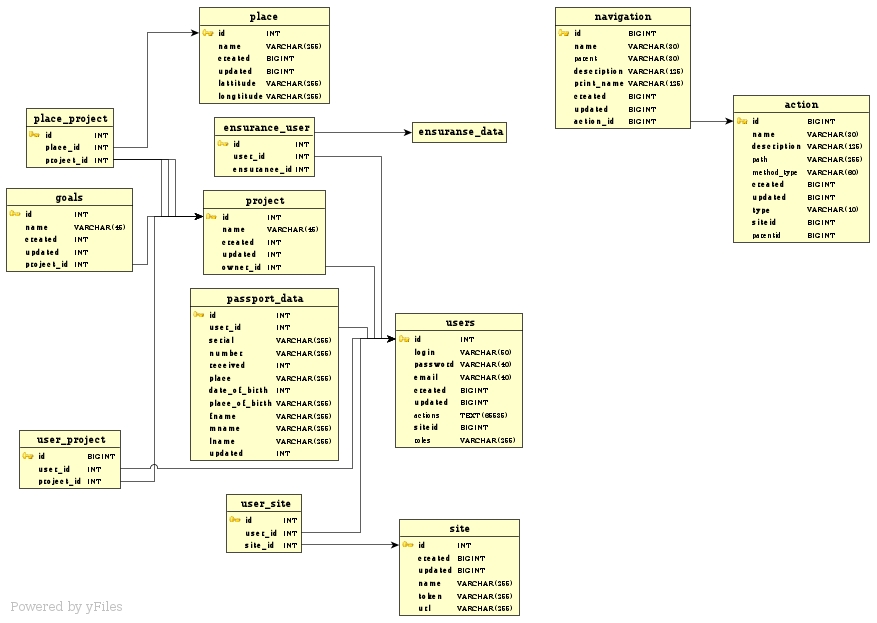 place
id INT
name VARCHAR(255)
created BIGINT
updated BIGINT
lattitude VARCHAR(255)
longtitude VARCHAR(255)
navigation
id BIGINT
name VARCHAR(30)
parent VARCHAR(30)
description VARCHAR(125)
print_name VARCHAR(125)
created BIGINT
updated BIGINT
action_id BIGINT
action
id BIGINT
name VARCHAR(30)
description VARCHAR(125)
path VARCHAR(255)
method_type VARCHAR(60)
created BIGINT
updated BIGINT
type VARCHAR(10)
siteid BIGINT
parentid BIGINT
place_project
id INT
place_id INT
project_id INT
ensurance_user
id INT
user_id INT
ensurance_id INT
ensuranse_data
goals
id INT
name VARCHAR(45)
created INT
updated INT
project_id INT
project
id INT
name VARCHAR(45)
created INT
updated INT
owner_id INT
passport_data
id INT
user_id INT
serial VARCHAR(255)
number VARCHAR(255)
received INT
place VARCHAR(255)
date_of_birth INT
place_of_birth VARCHAR(255)
fname VARCHAR(255)
mname VARCHAR(255)
lname VARCHAR(255)
updated INT
users
id INT
login VARCHAR(50)
password VARCHAR(40)
email VARCHAR(40)
created BIGINT
updated BIGINT
actions TEXT(65535)
siteid BIGINT
roles VARCHAR(255)
user_project
id BIGINT
user_id INT
project_id INT
user_site
id INT
user_id INT
site_id INT
site
id INT
created BIGINT
updated BIGINT
name VARCHAR(255)
token VARCHAR(255)
url VARCHAR(255)
Powered by yFiles